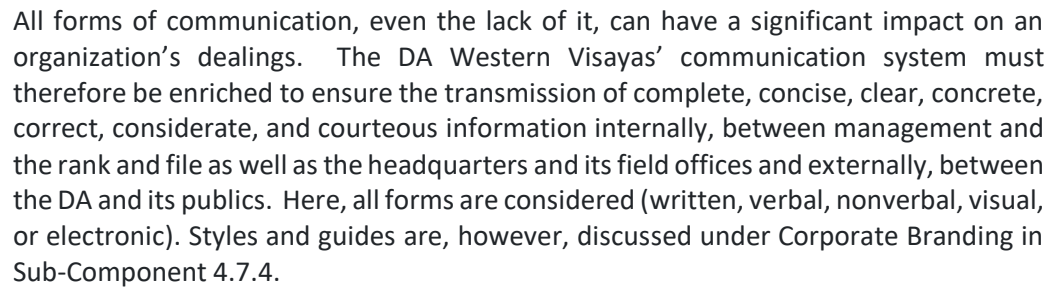 All forms of communication, even the lack of it, can have a significant impact on an
organization’s dealings.  The DA Western Visayas’ communication system must
therefore be enriched to ensure the transmission of complete, concise, clear, concrete,
correct, considerate, and courteous information internally, between management and
the rank and file as well as the headquarters and its field offices and externally, between
the DA and its publics.  Here, all forms are considered (written, verbal, nonverbal, visual,
or electronic). Styles and guides are, however, discussed under Corporate Branding in
Sub-Component 4.7.4.